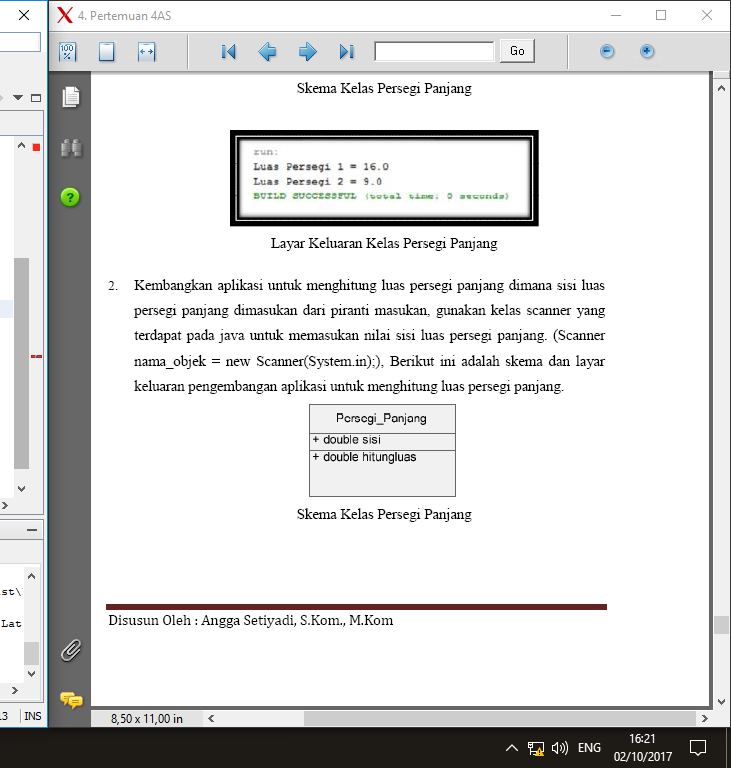 4. Pertemuan 4AS
100
%
Go
Skema Kelas Persegi Panjang
run:
Luas Persegi 1 = 16.0
Luas Persegi 2 = 9.0
BUILD SUCCESSFUL (total time: 0 seconds)
Layar Keluaran Kelas Persegi Panjang
2. Kembangkan aplikasi untuk menghitung luas persegi panjang dimana sisi luas
persegi panjang dimasukan dari piranti masukan, gunakan kelas scanner yang
terdapat pada java untuk memasukan nilai sisi luas persegi panjang. (Scanner
nama_objek = new Scanner(System.in);), Berikut ini adalah skema dan layar
keluaran pengembangan aplikasi untuk menghitung luas persegi panjang.
Persegi_Panjang
+ double sisi
+ double hitungluas
Skema Kelas Persegi Panjang
st\
Lat
Disusun Oleh : Angga Setiyadi, S.Kom., M.Kom
13 INS
8,50 x 11,00 in
ENG
16:21
02/10/2017